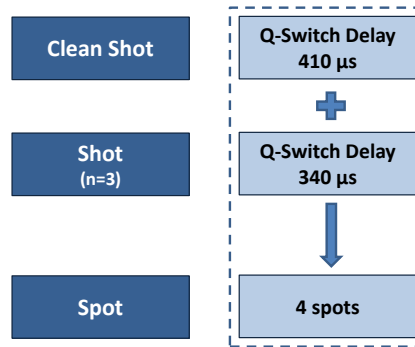 Clean Shot
Q-Switch Delay
410 µs
Shot
(n=3)
Q-Switch Delay
340 µs
Spot
4 spots